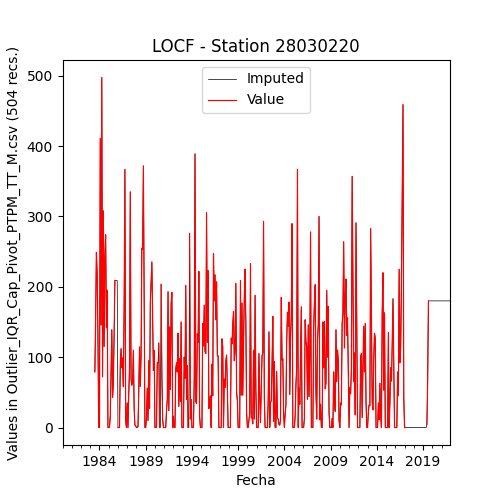 LOCF - Station 28030220
Values in Outlier_IQR_Cap_Pivot_PTPM_TT_M.csv (504 recs.)
500
400
300
200
100
0
Imputed
Value
1984 1989 1994 1999 2004 2009 2014 2019
Fecha